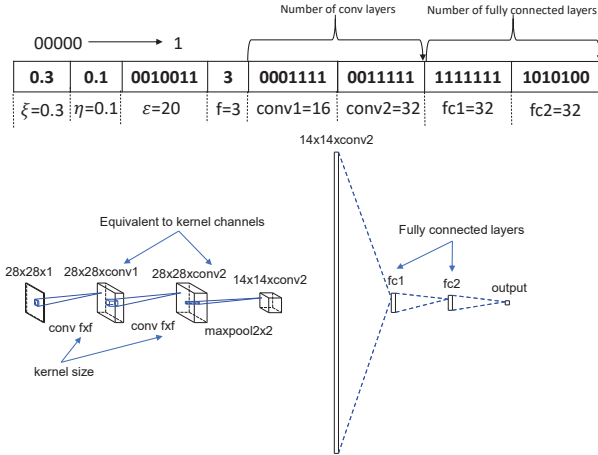 Number of conv layers
Number of fully connected layers
00000 1
0.3 0.1 0010011 3 0001111 0011111 1111111 1010100
ξ=0.3 η=0.1 ε=20 f=3 conv1=16 conv2=32 fc1=32 fc2=32
14x14xconv2
Equivalent to kernel channels
Fully connected layers
28x28x1 28x28xconv1 28x28xconv2 14x14xconv2
fc1 fc2 output
conv fxf conv fxf maxpool2x2
kernel size